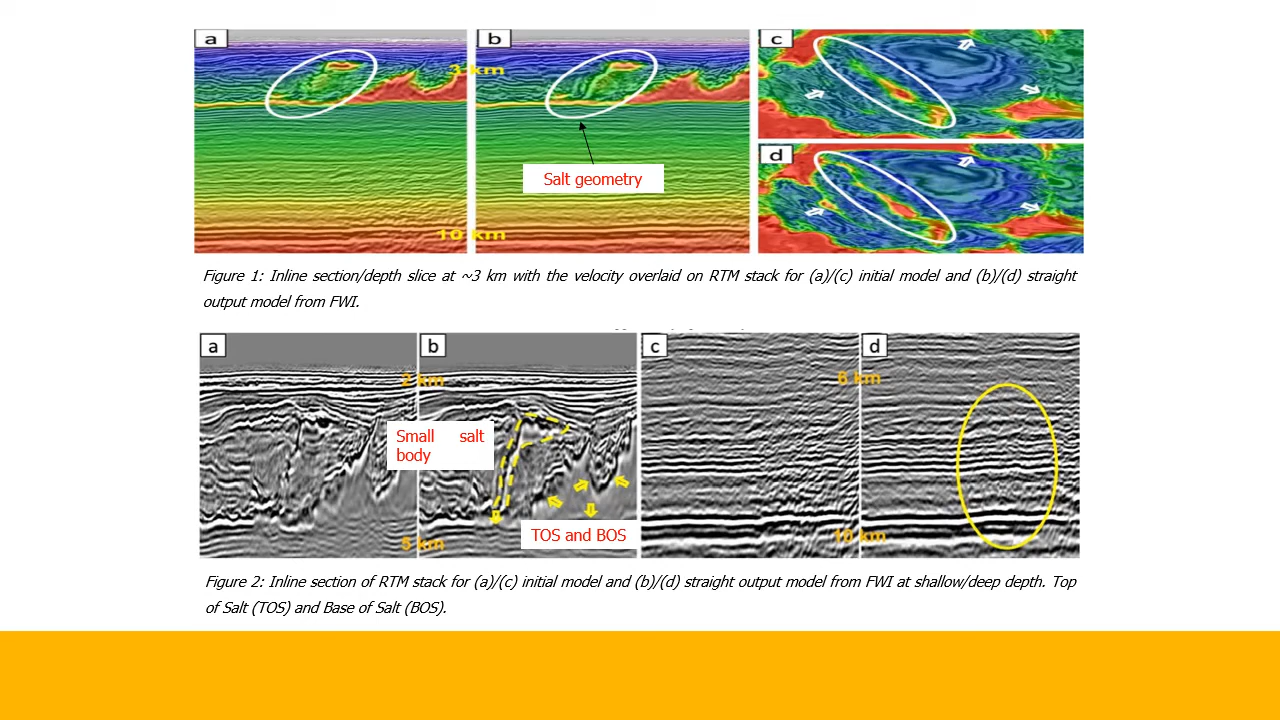 a
b
c
3 km
d
Salt geometry
10 km
Figure 1: Inline section/depth slice at ~3 km with the velocity overlaid on RTM stack for (a)/(c) initial model and (b)/(d) straight
output model from FWI.
a
b
c
d
2 km
8 km
Small salt
body
TOS and BOS
5 km
10 km
Figure 2: Inline section of RTM stack for (a)/(c) initial model and (b)/(d) straight output model from FWI at shallow/deep depth. Top
of Salt (TOS) and Base of Salt (BOS).